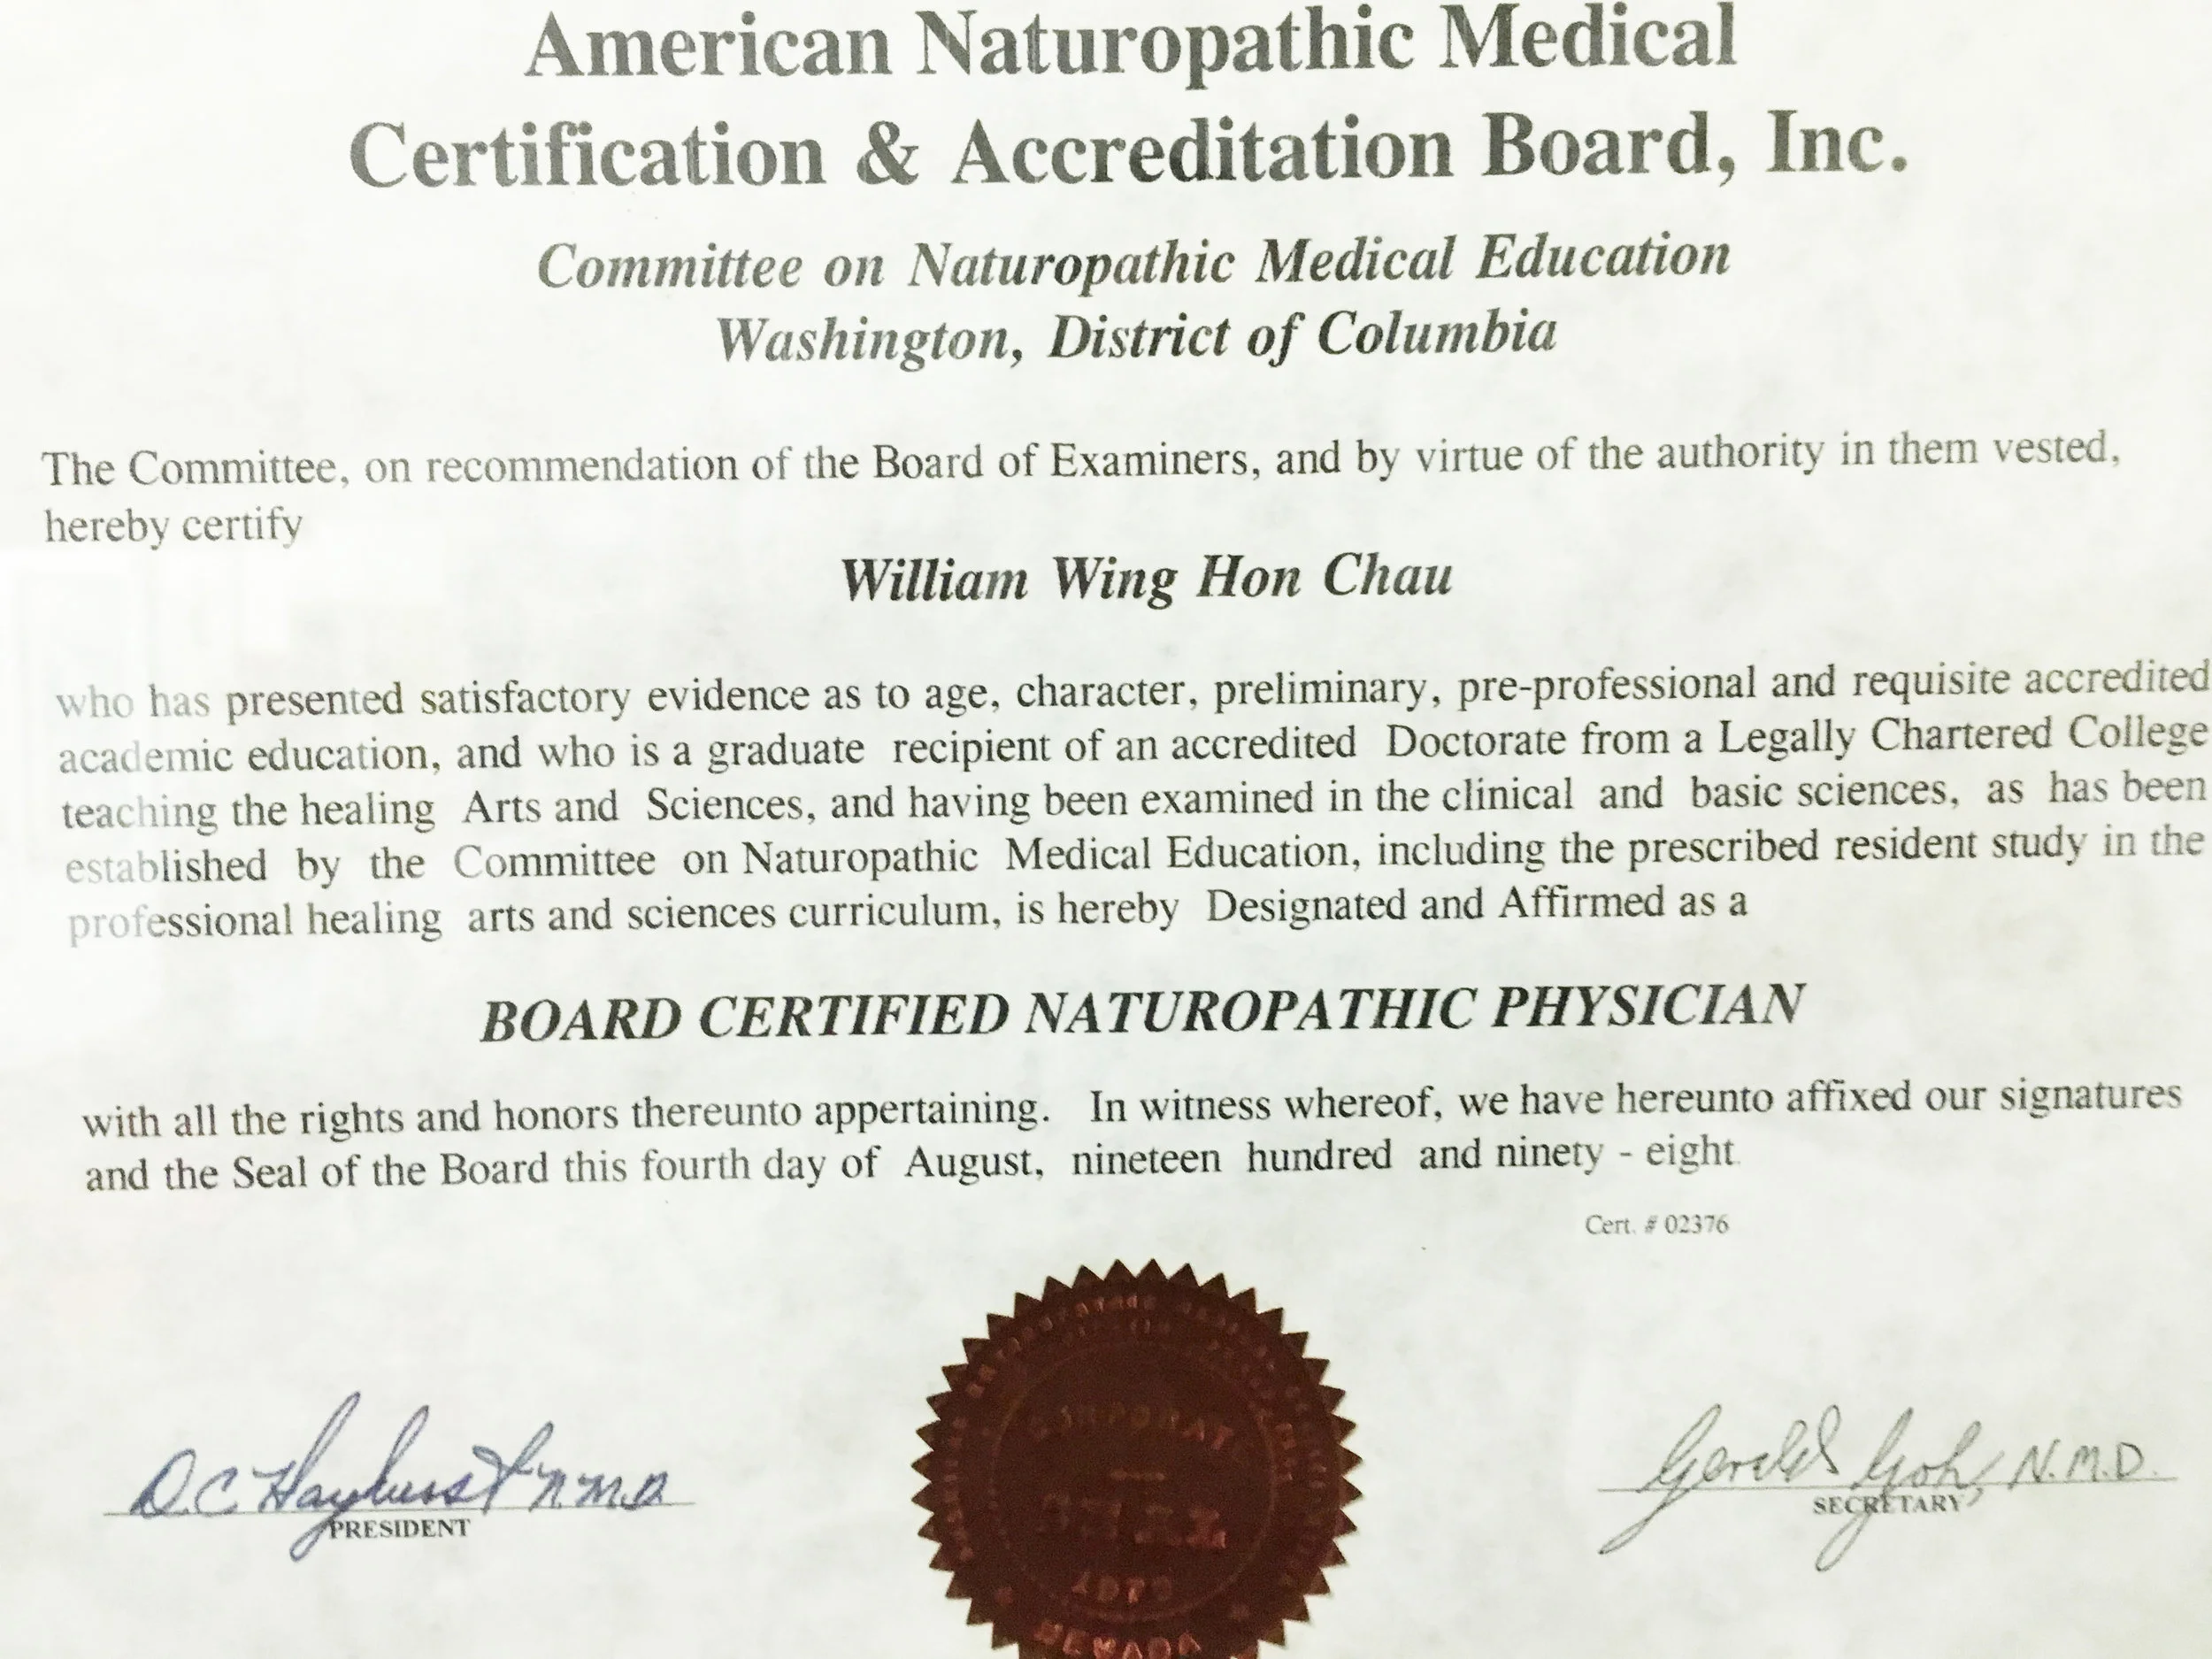 American Naturopathic Medical
Certification & Accreditation Board, Inc.
Committee on Naturopathic Medical Education
Washington, District of Columbia
The Committee, on recommendation of the Board of Examiners, and by virtue of the authority in them vested,
hereby certify
William Wing Hon Chau
who has presented satisfactory evidence as to age, character, preliminary, pre-professional and requisite accredited
academic education, and who is a graduate recipient of an accredited Doctorate from a Legally Chartered College
teaching the healing Arts and Sciences, and having been examined in the clinical and basic sciences, as has been
established by the Committee on Naturopathic Medical Education, including the prescribed resident study in the
professional healing arts and sciences curriculum, is hereby Designated and Affirmed as a
BOARD CERTIFIED NATUROPATHIC PHYSICIAN
with all the rights and honors thereunto appertaining. In witness whereof, we have hereunto affixed our signatures
and the Seal of the Board this fourth day of August, nineteen hundred and ninety - eight
Cert. # 02376
D.C Hayhurst N.M.D
PRESIDENT
SEAL
NEVADA
Gerald Goh, N.M.D.
SECRETARY